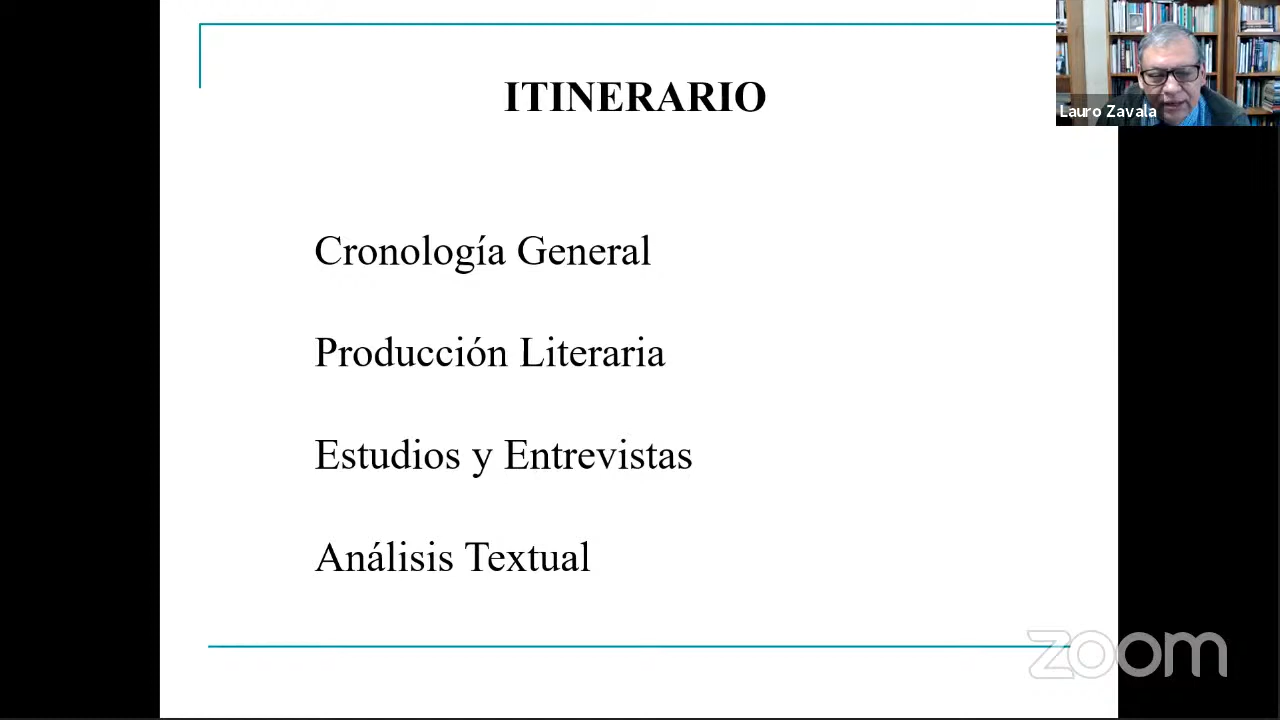 ITINERARIO
Lauro Zavala
Cronología General
Producción Literaria
Estudios y Entrevistas
Análisis Textual
zoom